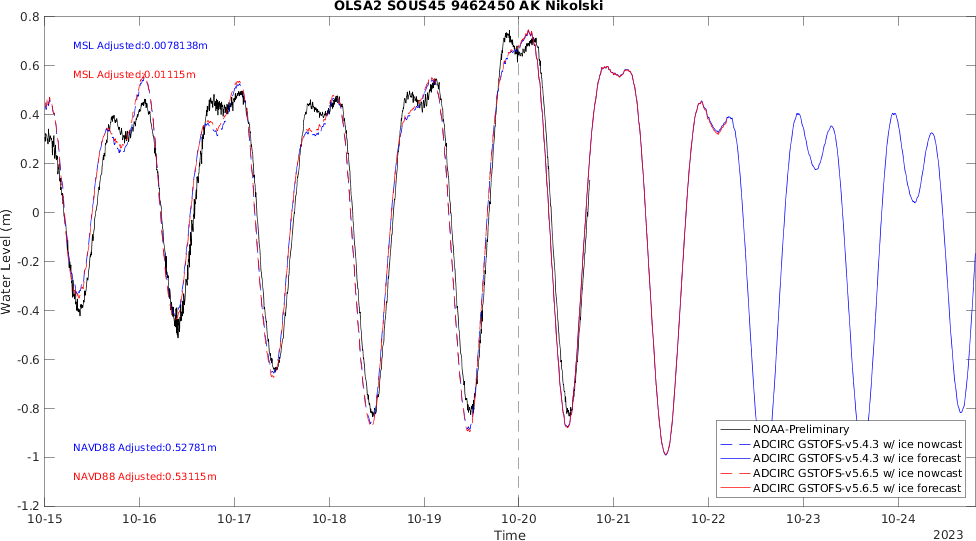 OLSA2 SOUS45 9462450 AK Nikolski
0.8
0.6
0.4
0.2
0
-0.2
-0.4
-0.6
-0.8
-1
-1.2
Water Level (m)
MSL Adjusted:0.0078138m
MSL Adjusted:0.01115m
NAVD88 Adjusted:0.52781m
NAVD88 Adjusted:0.53115m
NOAA-Preliminary
ADCIRC GSTOFS-v5.4.3 w/ ice nowcast
ADCIRC GSTOFS-v5.4.3 w/ ice forecast
ADCIRC GSTOFS-v5.6.5 w/ ice nowcast
ADCIRC GSTOFS-v5.6.5 w/ ice forecast
10-15 10-16 10-17 10-18 10-19 10-20 10-21 10-22 10-23 10-24
Time
2023